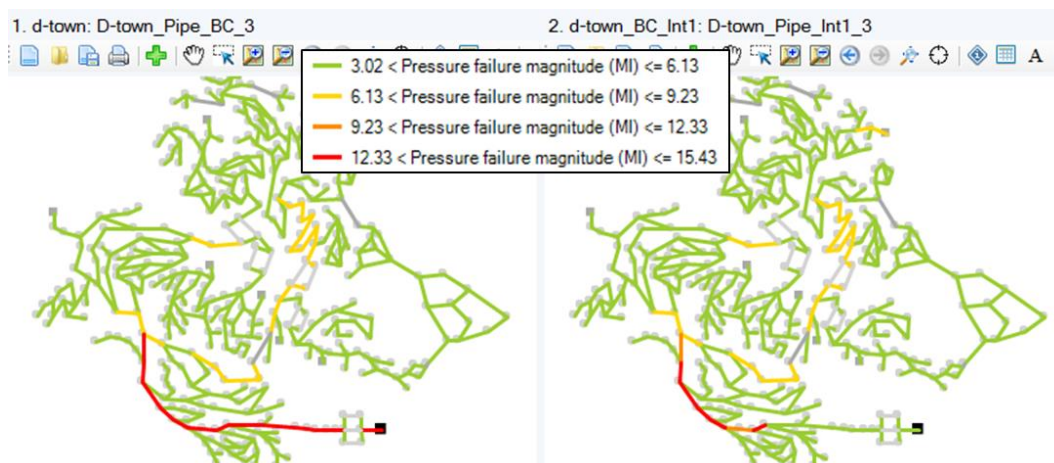 1. d-town: D-town_Pipe_BC_3
2. d-town_BC_Int1: D-town_Pipe_Int1_3
A
3.02 < Pressure failure magnitude (MI) <= 6.13
6.13 < Pressure failure magnitude (MI) <= 9.23
9.23 < Pressure failure magnitude (MI) <= 12.33
12.33 < Pressure failure magnitude (MI) <= 15.43